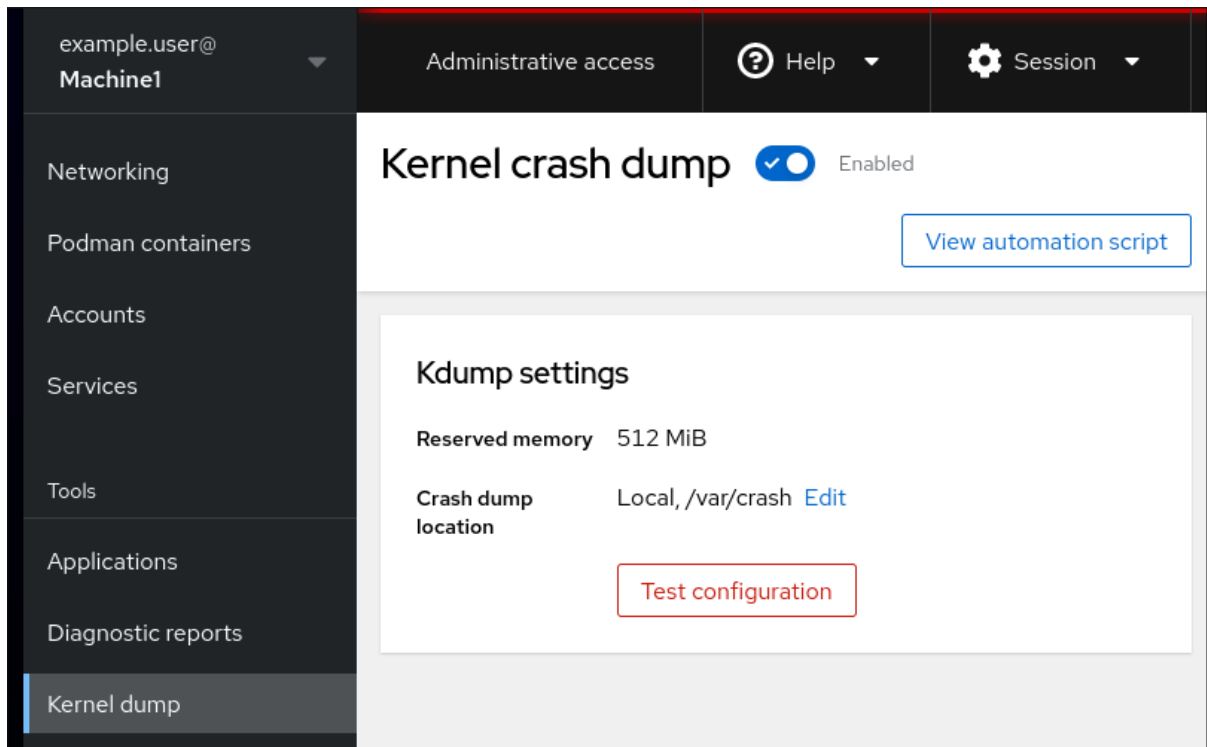 example.user@
Machine1
Administrative access
Help
Session
Networking
Podman containers
Accounts
Services
Tools
Applications
Diagnostic reports
Kernel dump
Kernel crash dump
Enabled
View automation script
Kdump settings
Reserved memory 512 MiB
Crash dump location Local, /var/crash Edit
Test configuration